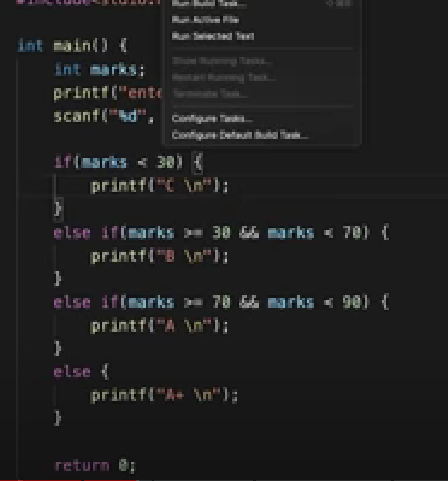 #include<stdio.h
Run Build Task...
Run Active File
Run Selected Text
Show Running Tasks...
Restart Running Task...
Terminate Task...
Configure Tasks...
Configure Default Build Task...
int main() {
int marks;
printf("ente
scanf("%d",
if(marks < 30) {
printf("C \n");
}
else if(marks >= 30 && marks < 70) {
printf("B \n");
}
else if(marks >= 70 && marks < 90) {
printf("A \n");
}
else {
printf("A+ \n");
}
return 0;